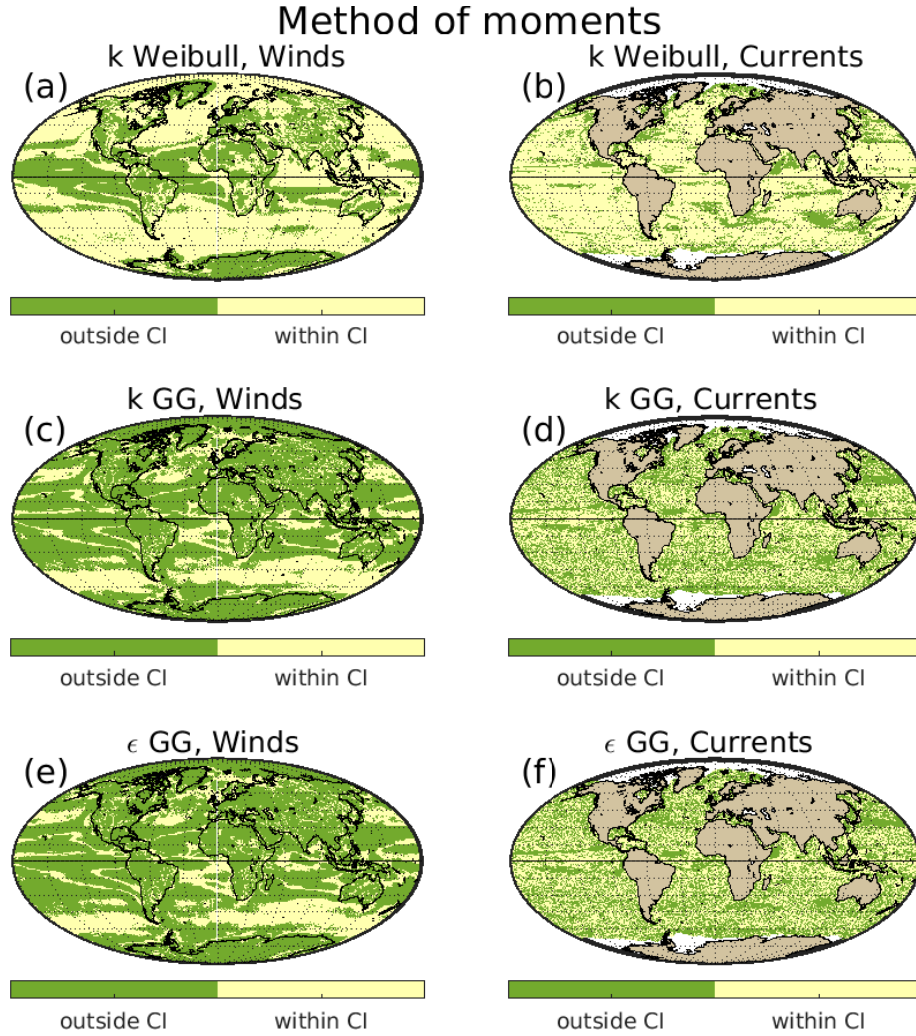 Method of moments
k Weibull, Winds
k Weibull, Currents
(a)
(b)
outside CI
within CI
outside CI
within CI
k GG, Winds
k GG, Currents
(c)
(d)
outside CI
within CI
outside CI
within CI
ϵ GG, Winds
ϵ GG, Currents
(e)
(f)
outside CI
within CI
outside CI
within CI